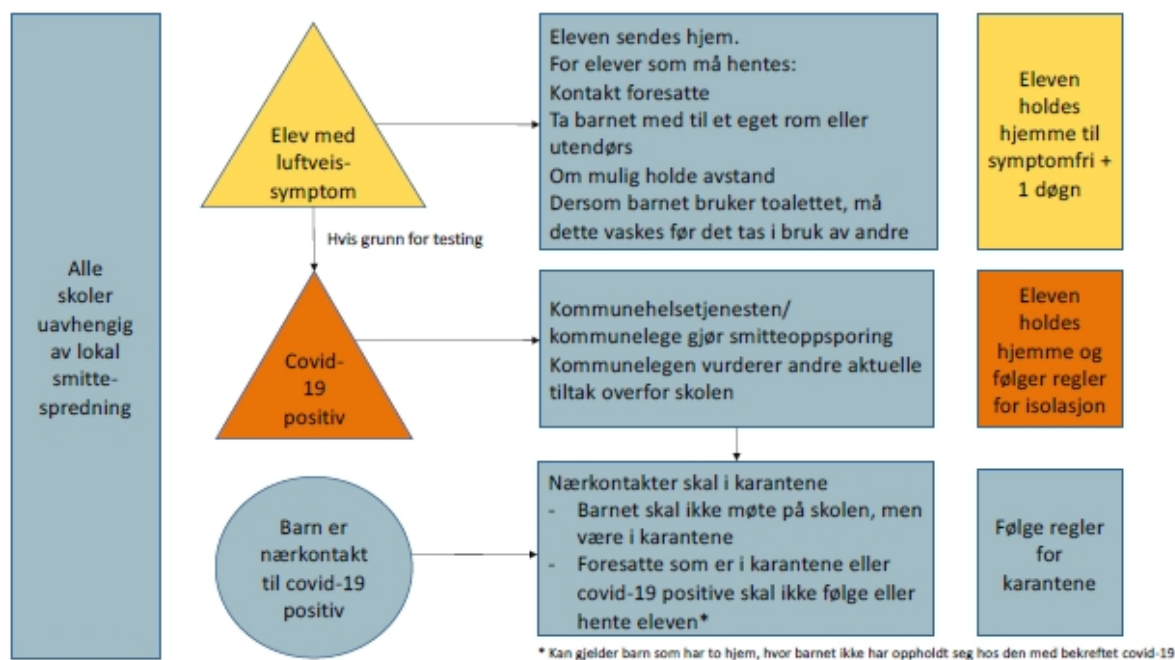 Alle
skoler
uavhengig
av lokal
smitte-
spredning
Elev med
luftveis-
symptom
Hvis grunn for testing
Eleven sendes hjem.
For elever som må hentes:
Kontakt foresatte
Ta barnet med til et eget rom eller
utendørs
Om mulig holde avstand
Dersom barnet bruker toalettet, må
dette vaskes før det tas i bruk av andre
Eleven
holdes
hjemme til
symptomfri +
1 døgn
Covid-
19
positiv
Kommunehelsetjenesten/
kommunelege gjør smitteoppsporing
Kommunelegen vurderer andre aktuelle
tiltak overfor skolen
Eleven
holdes
hjemme og
følger regler
for isolasjon
Barn er
nærkontakt
til covid-19
positiv
Nærkontakter skal i karantene
- Barnet skal ikke møte på skolen, men
være i karantene
- Foresatte som er i karantene eller
covid-19 positive skal ikke følge eller
hente eleven*
Følge regler
for
karantene
* Kan gjelder barn som har to hjem, hvor barnet ikke har oppholdt seg hos den med bekreftet covid-19